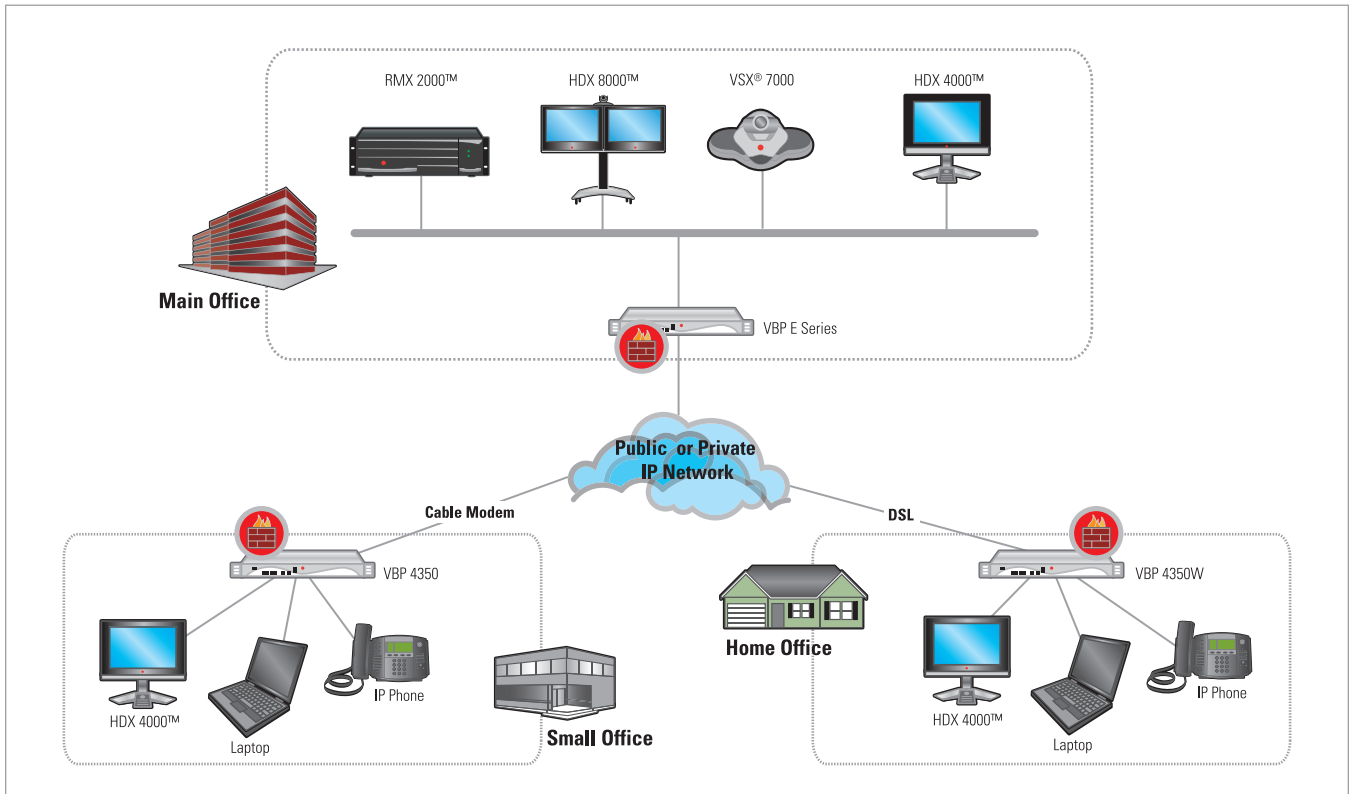 RMX 2000™
HDX 8000™
VSX® 7000
HDX 4000™
Main Office
VBP E Series
Public or Private
IP Network
Cable Modem
DSL
VBP 4350
VBP 4350W
HDX 4000™
Laptop
IP Phone
Small Office
Home Office
HDX 4000™
Laptop
IP Phone